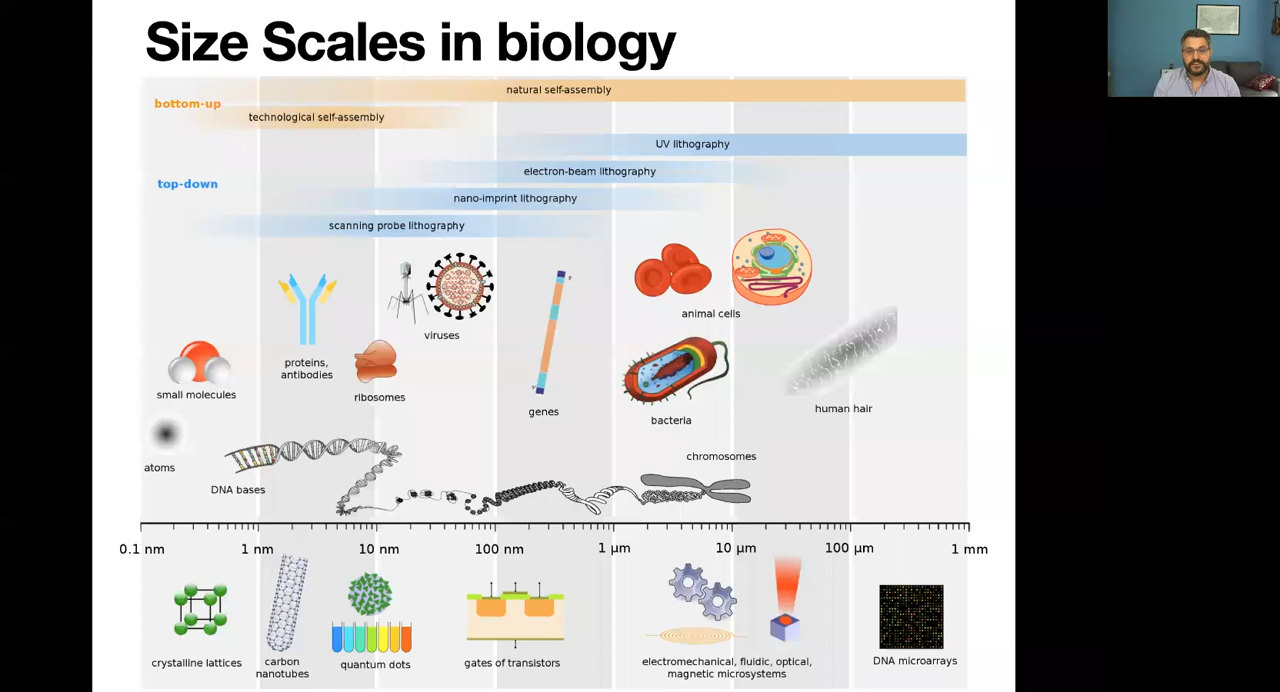 Size Scales in biology
natural self-assembly
bottom-up
technological self-assembly
UV lithography
electron-beam lithography
top-down
nano-imprint lithography
scanning probe lithography
animal cells
viruses
proteins,
antibodies
small molecules
ribosomes
genes
bacteria
human hair
chromosomes
atoms
DNA bases
0.1 nm
1 nm
10 nm
100 nm
1 µm
10 µm
100 µm
1 mm
crystalline lattices
carbon
nanotubes
quantum dots
gates of transistors
electromechanical, fluidic, optical,
magnetic microsystems
DNA microarrays